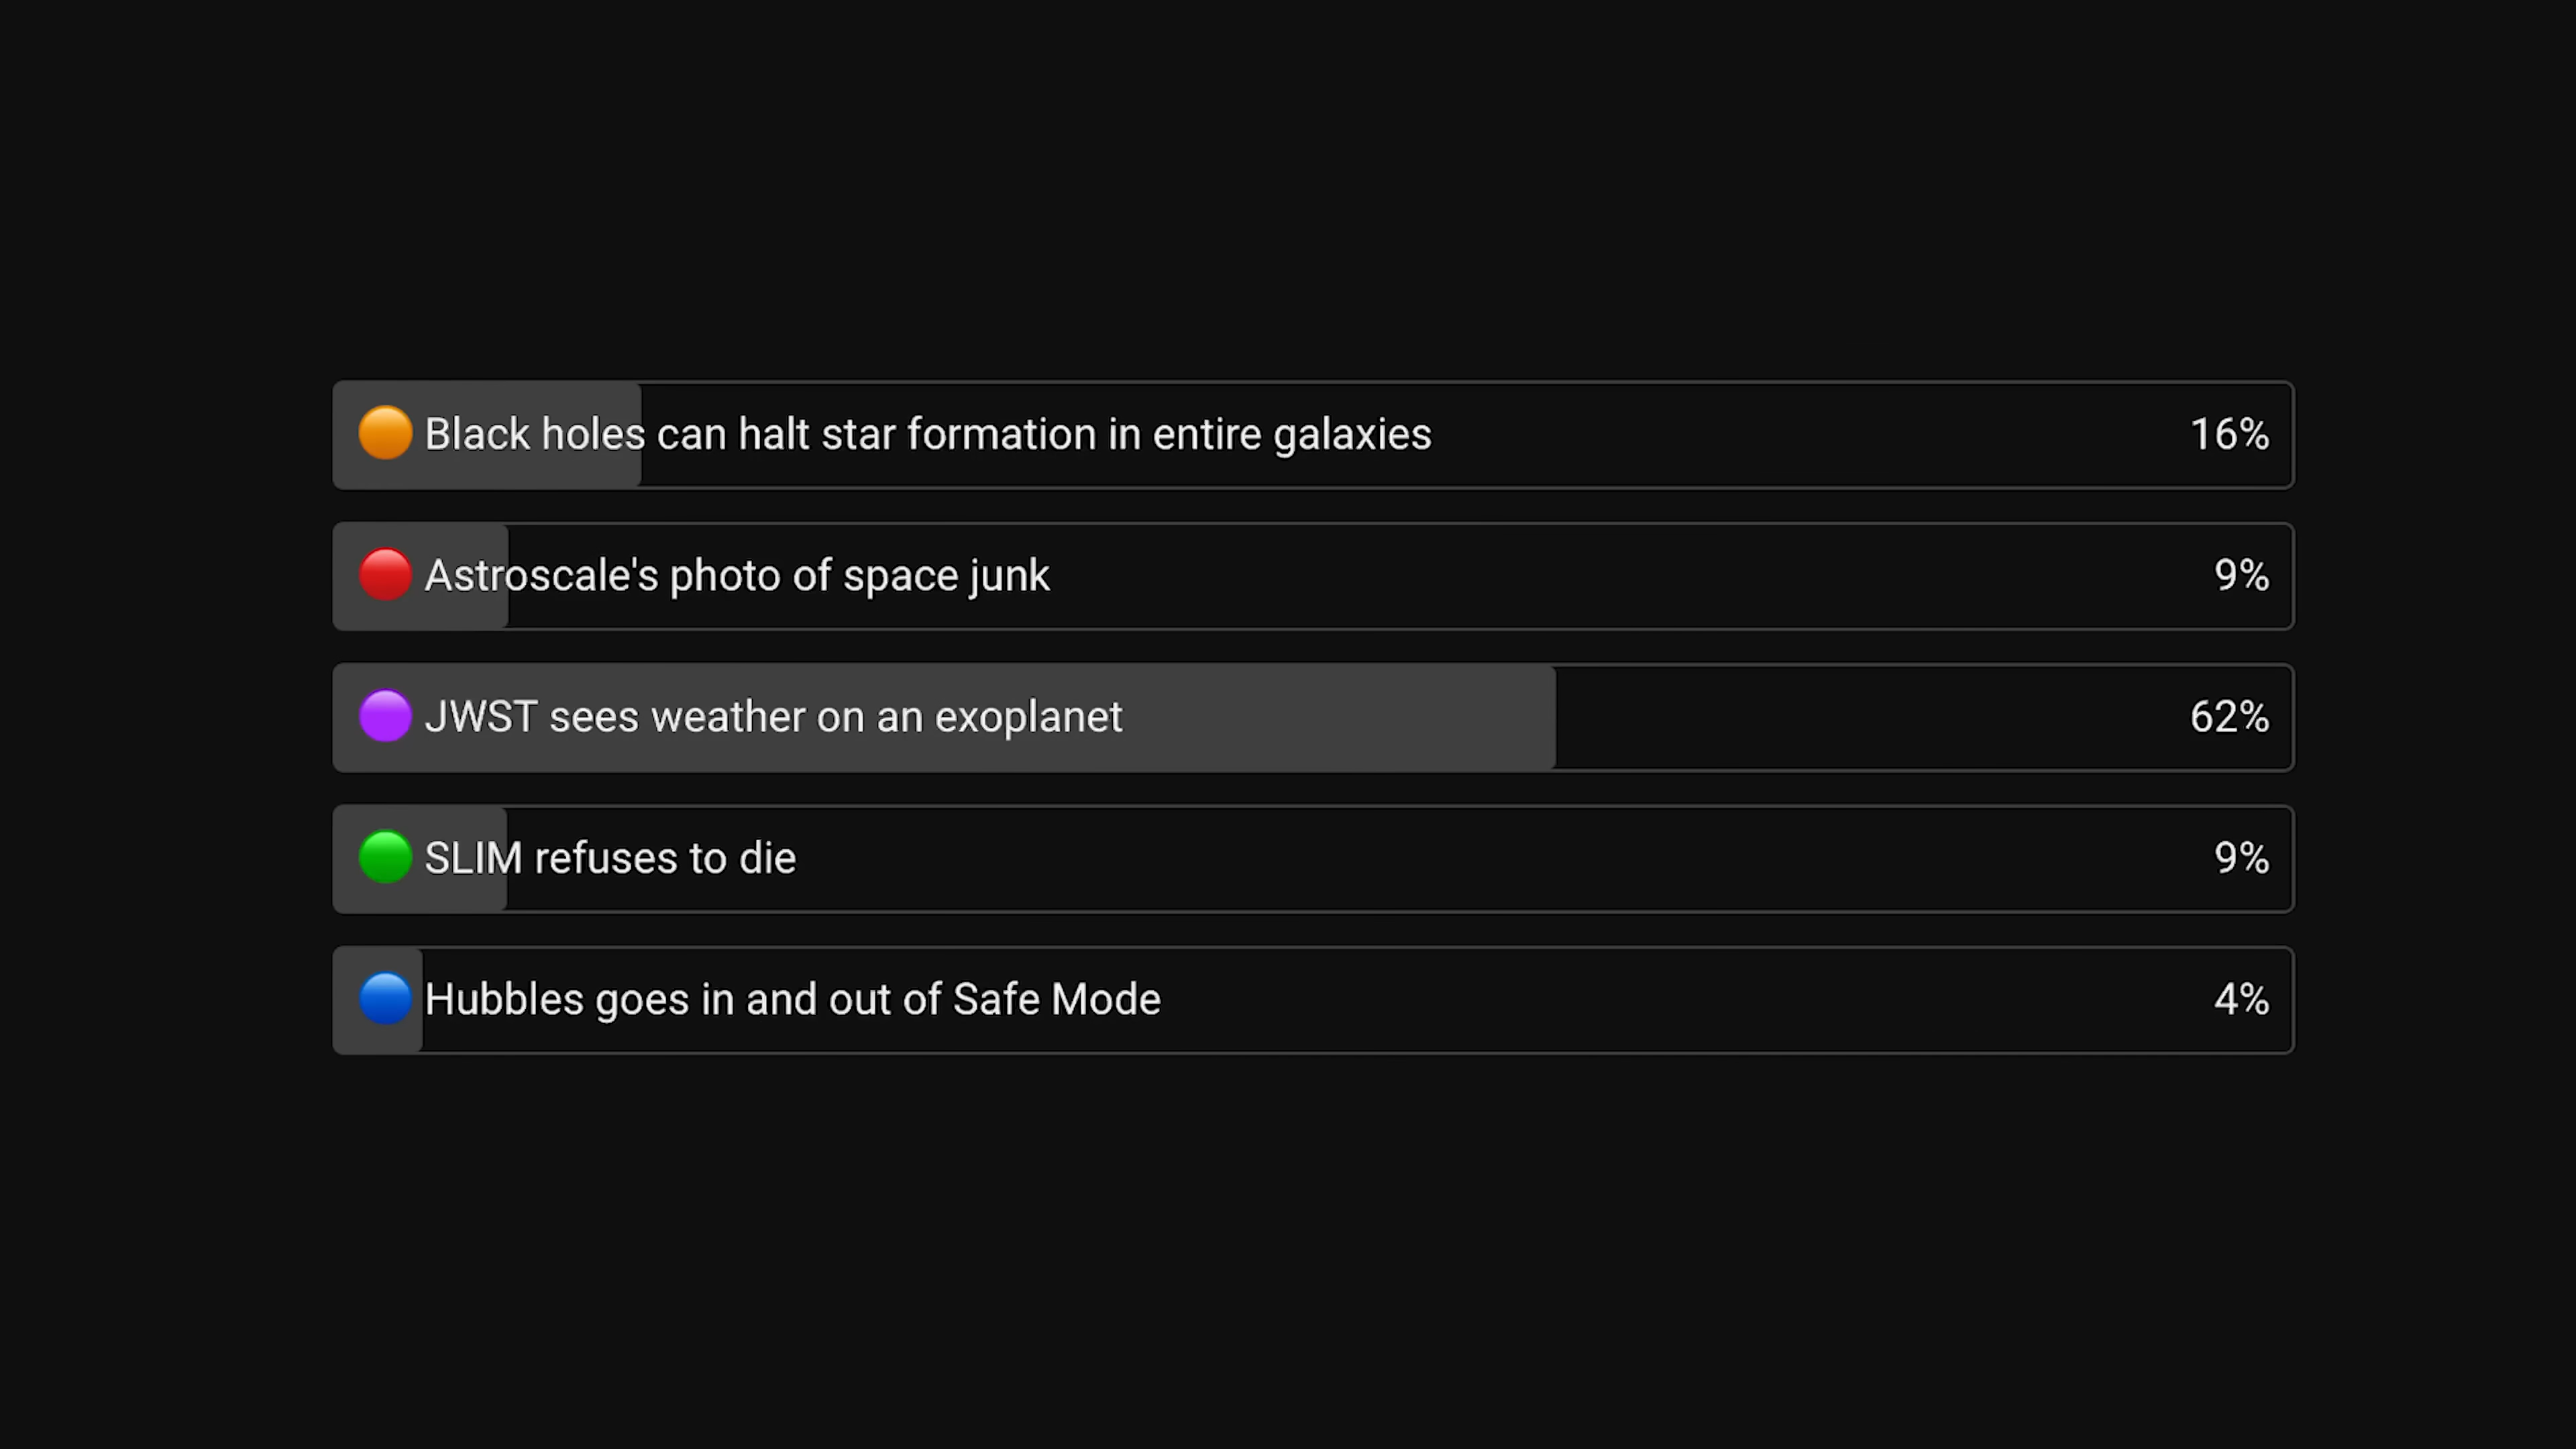 Black holes can halt star formation in entire galaxies 16%
Astroscale's photo of space junk 9%
JWST sees weather on an exoplanet 62%
SLIM refuses to die 9%
Hubbles goes in and out of Safe Mode 4%